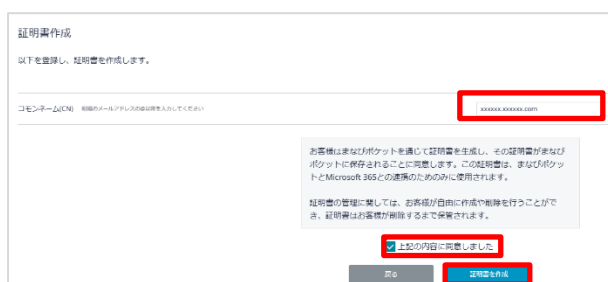 証明書作成
以下を登録し、証明書を作成します。
コモンネーム(CN)
xxxxxx.xxxxxx.com
お客様はまなびポケットを通じて証明書を生成し、その証明書がまなび
ポケットに保存されることに同意します。この証明書は、まなびポケッ
トとMicrosoft 365との連携のためのみに使用されます。
証明書の管理に関しては、お客様が自由に作成や削除を行うことがで
き、証明書はお客様が削除するまで保管されます。
上記の内容に同意しました
戻る
証明書を作成